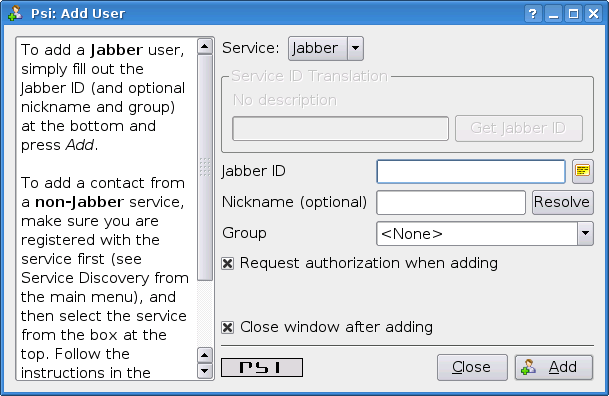 Psi: Add User
To add a Jabber user,
simply fill out the
Jabber ID (and optional
nickname and group)
at the bottom and
press Add.
To add a contact from
a non-Jabber service,
make sure you are
registered with the
service first (see
Service Discovery from
the main menu), and
then select the service
from the box at the
top. Follow the
instructions in the
Service: Jabber
Service ID Translation
No description
Get Jabber ID
Jabber ID
Nickname (optional) Resolve
Group <None>
Request authorization when adding
Close window after adding
PSI Close Add